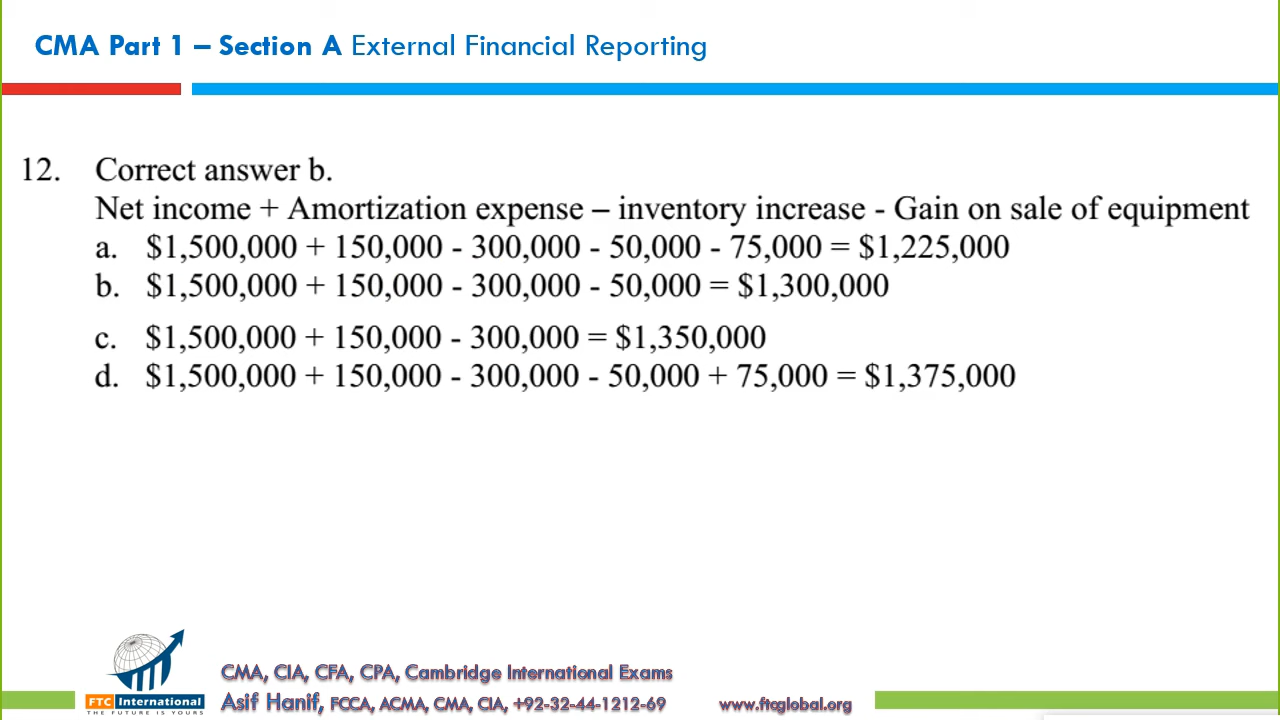 CMA Part 1 – Section A External Financial Reporting
12. Correct answer b.
Net income + Amortization expense – inventory increase - Gain on sale of equipment
a. $1,500,000 + 150,000 - 300,000 - 50,000 - 75,000 = $1,225,000
b. $1,500,000 + 150,000 - 300,000 - 50,000 = $1,300,000
c. $1,500,000 + 150,000 - 300,000 = $1,350,000
d. $1,500,000 + 150,000 - 300,000 - 50,000 + 75,000 = $1,375,000
FTC International
THE FUTURE IS YOURS
CMA, CIA, CFA, CPA, Cambridge International Exams
Asif Hanif, FCCA, ACMA, CMA, CIA, +92-32-44-1212-69 www.ftcglobal.org